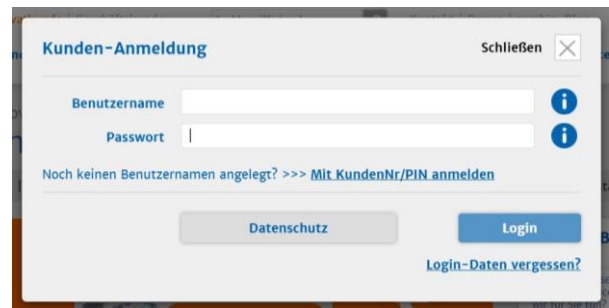 Kunden-Anmeldung
Schließen
Benutzername
Passwort
Noch keinen Benutzernamen angelegt? >>> Mit KundenNr/PIN anmelden
Datenschutz
Login
Login-Daten vergessen?